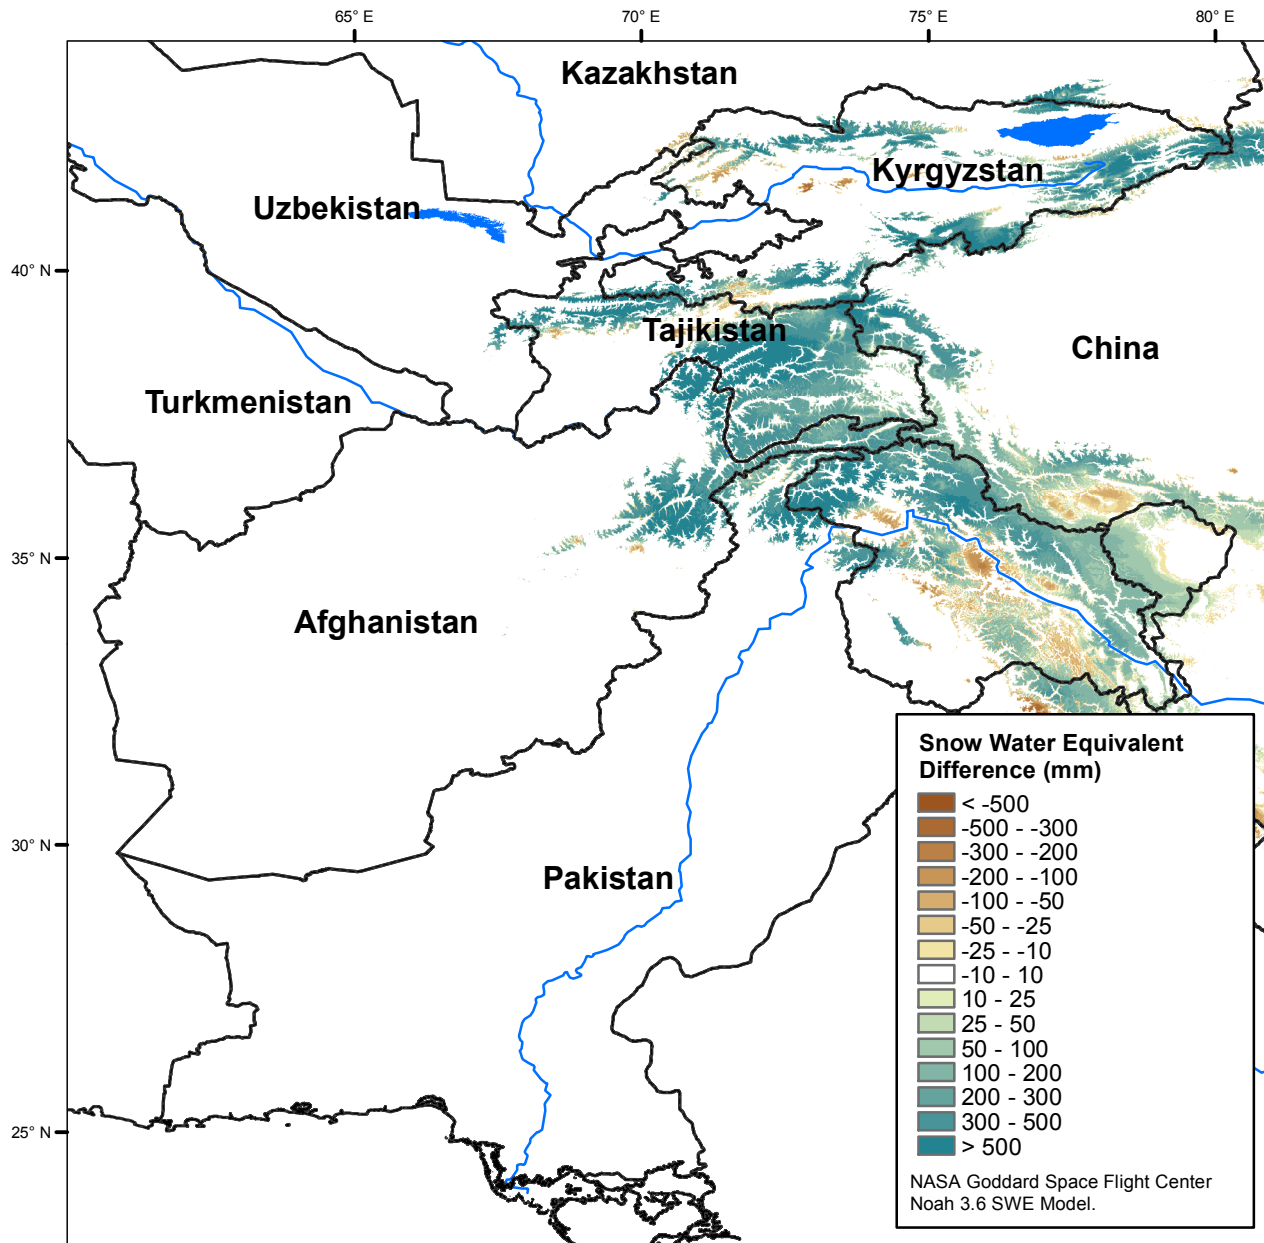 65° E
70° E
75° E
80° E
Kazakhstan
Kyrgyzstan
Uzbekistan
40° N
Tajikistan
China
Turkmenistan
35° N
Afghanistan
Snow Water Equivalent
Difference (mm)
< -500
-500 - -300
-300 - -200
-200 - -100
-100 - -50
-50 - -25
-25 - -10
-10 - 10
10 - 25
25 - 50
50 - 100
100 - 200
200 - 300
300 - 500
> 500
NASA Goddard Space Flight Center
Noah 3.6 SWE Model.
30° N
Pakistan
25° N